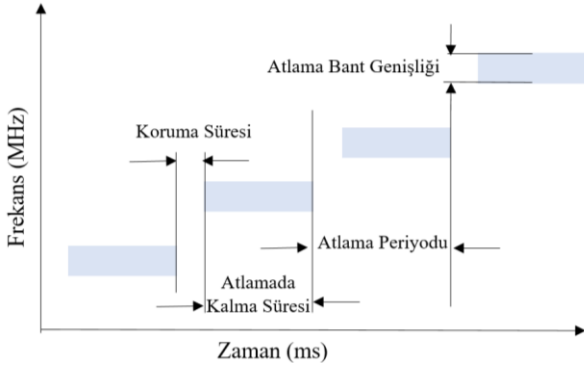 Atlama Bant Genişliği
Koruma Süresi
Frekans (MHz)
Atlama Periyodu
Atlamada
Kalma Süresi
Zaman (ms)